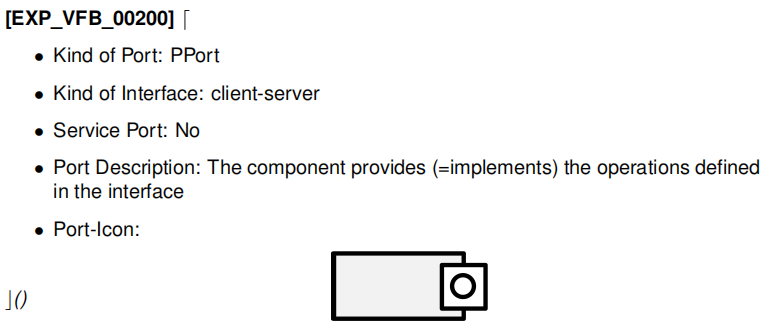 [EXP_VFB_00200] ⌈
• Kind of Port: PPort
• Kind of Interface: client-server
• Service Port: No
• Port Description: The component provides (=implements) the operations defined
in the interface
• Port-Icon:
⌋()